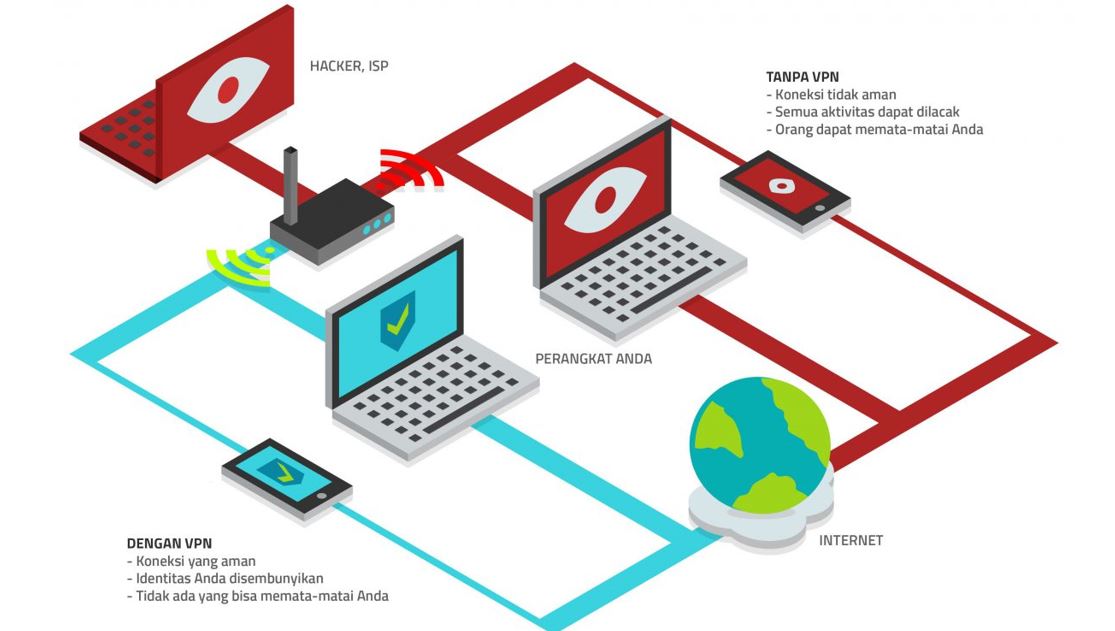 HACKER, ISP
TANPA VPN
- Koneksi tidak aman
- Semua aktivitas dapat dilacak
- Orang dapat memata-matai Anda
PERANGKAT ANDA
INTERNET
DENGAN VPN
- Koneksi yang aman
- Identitas Anda disembunyikan
- Tidak ada yang bisa memata-matai Anda